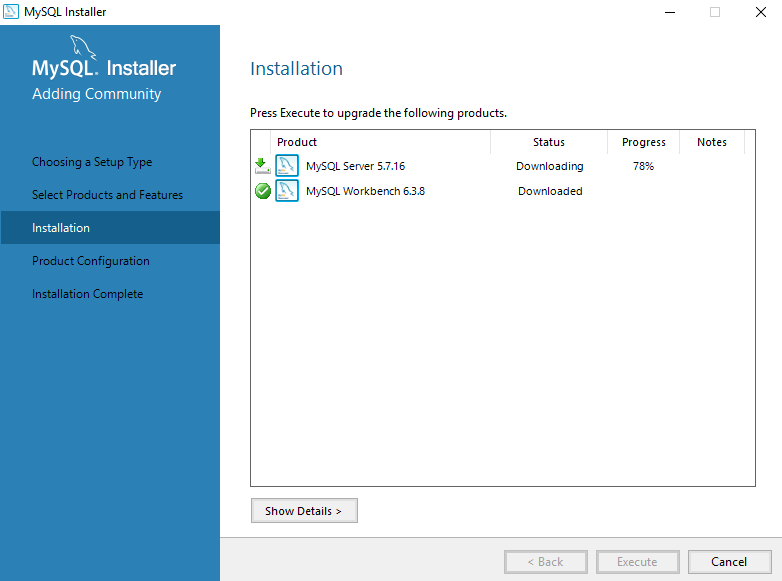 MySQL Installer
MySQL. Installer
Adding Community
Choosing a Setup Type
Select Products and Features
Installation
Product Configuration
Installation Complete
Installation
Press Execute to upgrade the following products.
Product Status Progress Notes
MySQL Server 5.7.16 Downloading 78%
MySQL Workbench 6.3.8 Downloaded
Show Details >
< Back Execute Cancel